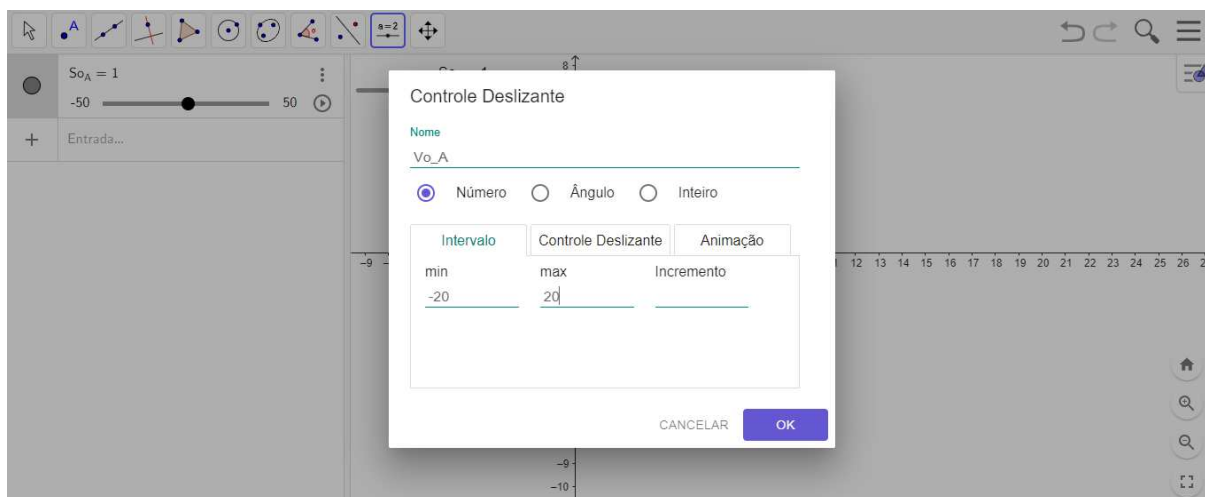 A
a=2
So_A = 1
-50
50
Entrada...
8
Controle Deslizante
Nome
Vo_A
Número Ângulo Inteiro
Intervalo Controle Deslizante Animação
min max Incremento
-20 20
-9
12 13 14 15 16 17 18 19 20 21 22 23 24 25 26
CANCELAR OK
-9
-10